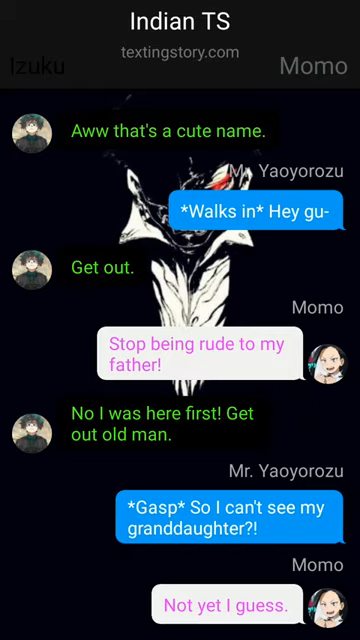 Indian TS
textingstory.com
Izuku
Momo
Aww that's a cute name.
Mr. Yaoyorozu
*Walks in* Hey gu-
Get out.
Momo
Stop being rude to my
father!
No I was here first! Get
out old man.
Mr. Yaoyorozu
*Gasp* So I can't see my
granddaughter?!
Momo
Not yet I guess.